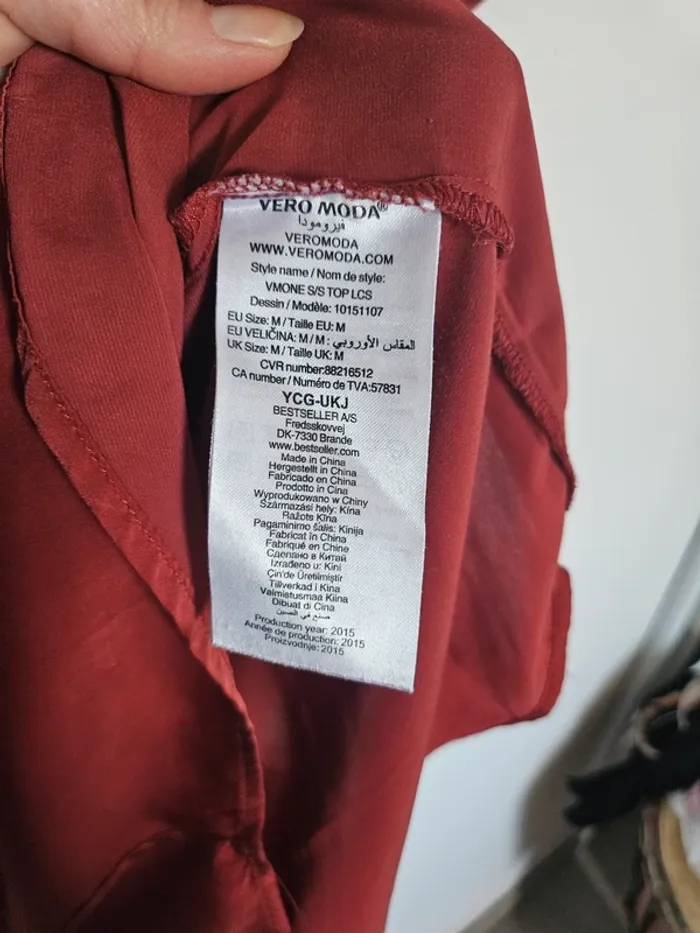 VERO MODA®
فيرومودا
VEROMODA
WWW.VEROMODA.COM
Style name / Nom de style:
VMONE S/S TOP LCS
Dessin / Modèle: 10151107
EU Size: M / Taille EU: M
EU VELIČINA: M / M : المقاس الأوروبي
UK Size: M / Taille UK: M
CVR number:88216512
CA number / Numéro de TVA:57831
YCG-UKJ
BESTSELLER A/S
Fredsskovvej
DK-7330 Brande
www.bestseller.com
Made in China
Hergestellt in China
Fabricado en China
Prodotto in Cina
Wyprodukowano w Chiny
Származási hely: Kína
Ražots Ķīna
Pagaminimo šalis: Kinija
Fabricat în China
Fabriqué en Chine
Сделано в Китай
Izrađeno u: Kini
Çin'de Üretilmiştir
Tillverkad i Kina
Valmistusmaa Kiina
Dibuat di Cina
صنع في الصين
Production year: 2015
Année de production: 2015
Proizvodnje: 2015